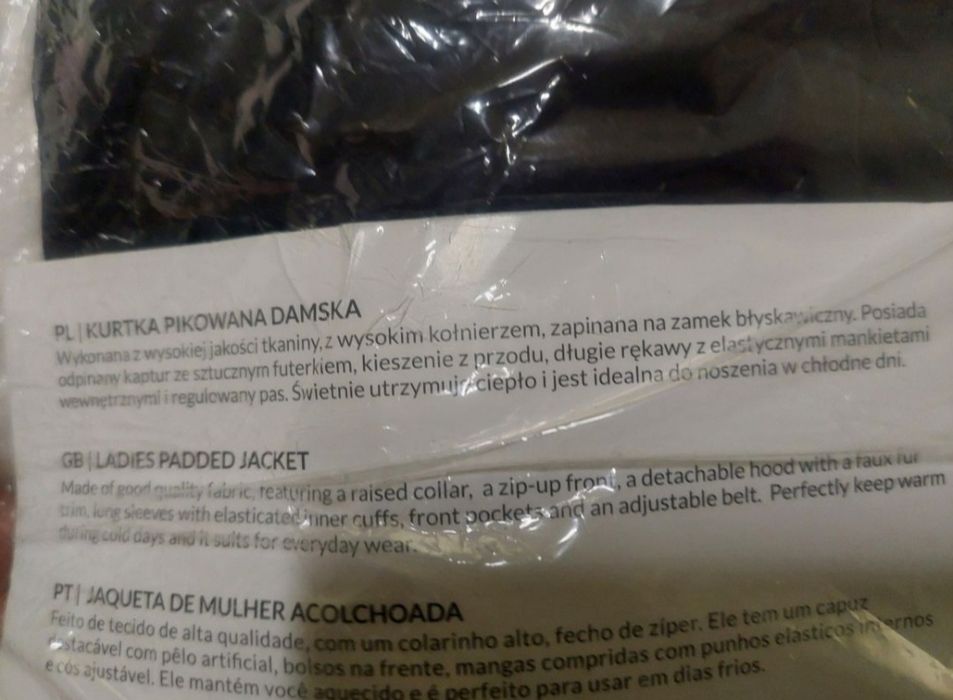 PL | KURTKA PIKOWANA DAMSKA
Wykonana z wysokiej jakości tkaniny, z wysokim kołnierzem, zapinana na zamek błyskawiczny. Posiada
odpinany kaptur ze sztucznym futerkiem, kieszenie z przodu, długie rękawy z elastycznymi mankietami
wewnętrznymi i regulowany pas. Świetnie utrzymuje ciepło i jest idealna do noszenia w chłodne dni.
GB | LADIES PADDED JACKET
Made of good quality fabric, featuring a raised collar, a zip-up front, a detachable hood with a faux fur
trim, long sleeves with elasticated inner cuffs, front pockets and an adjustable belt. Perfectly keep warm
during cold days and it suits for everyday wear.
PT | JAQUETA DE MULHER ACOLCHOADA
Feito de tecido de alta qualidade, com um colarinho alto, fecho de zíper. Ele tem um capuz
destacável com pêlo artificial, bolsos na frente, mangas compridas com punhos elasticos internos
e cós ajustável. Ele mantém você aquecido e é perfeito para usar em dias frios.